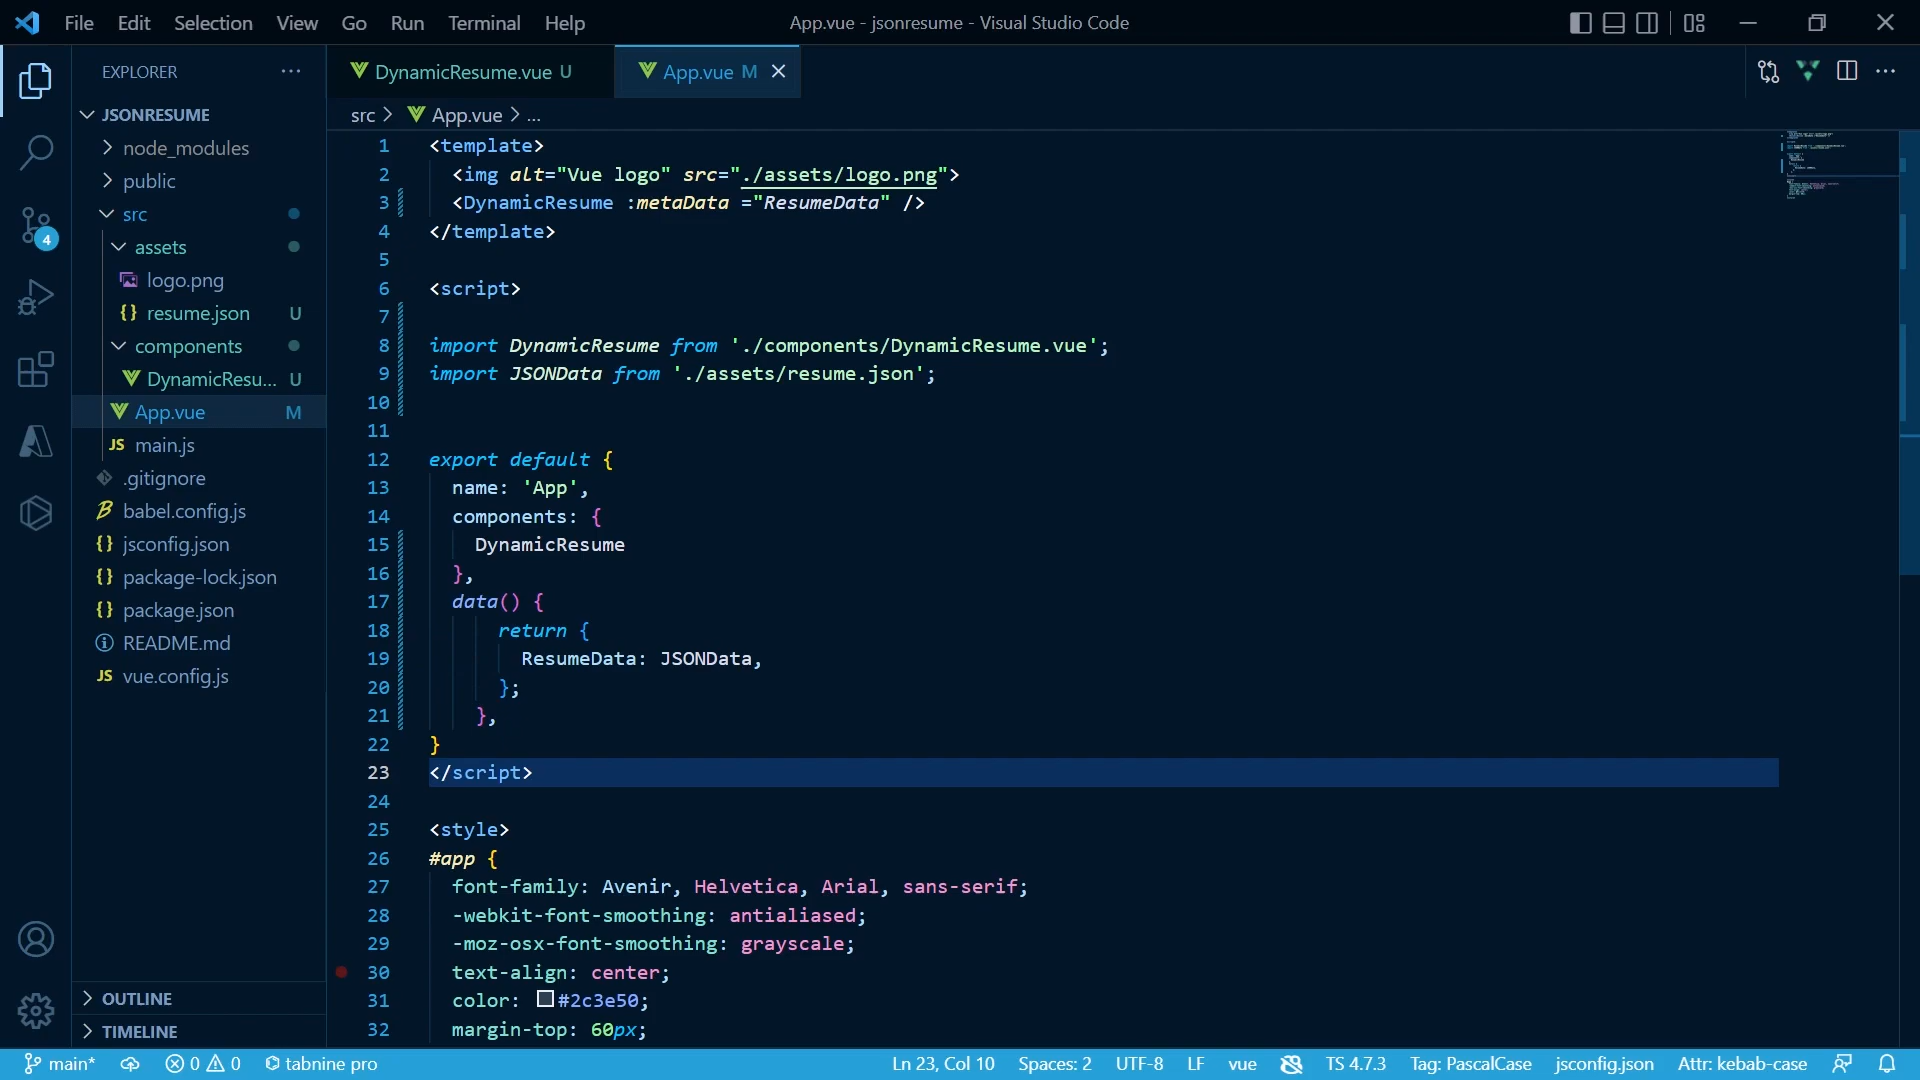 File Edit Selection View Go Run Terminal Help
App.vue - jsonresume - Visual Studio Code
EXPLORER
JSONRESUME
node_modules
public
src
assets
logo.png
{} resume.json U
components
DynamicResu... U
App.vue M
JS main.js
.gitignore
babel.config.js
{} jsconfig.json
{} package-lock.json
{} package.json
README.md
JS vue.config.js
OUTLINE
TIMELINE
4
DynamicResume.vue U
App.vue M
src > App.vue > ...
1 <template>
2 <img alt="Vue logo" src="./assets/logo.png">
3 <DynamicResume :metaData ="ResumeData" />
4 </template>
5
6 <script>
7
8 import DynamicResume from './components/DynamicResume.vue';
9 import JSONData from './assets/resume.json';
10
11
12 export default {
13 name: 'App',
14 components: {
15 DynamicResume
16 },
17 data() {
18 return {
19 ResumeData: JSONData,
20 };
21 },
22 }
23 </script>
24
25 <style>
26 #app {
27 font-family: Avenir, Helvetica, Arial, sans-serif;
28 -webkit-font-smoothing: antialiased;
29 -moz-osx-font-smoothing: grayscale;
30 text-align: center;
31 color: #2c3e50;
32 margin-top: 60px;
main* 0 0 tabnine pro
Ln 23, Col 10 Spaces: 2 UTF-8 LF vue TS 4.7.3 Tag: PascalCase jsconfig.json Attr: kebab-case